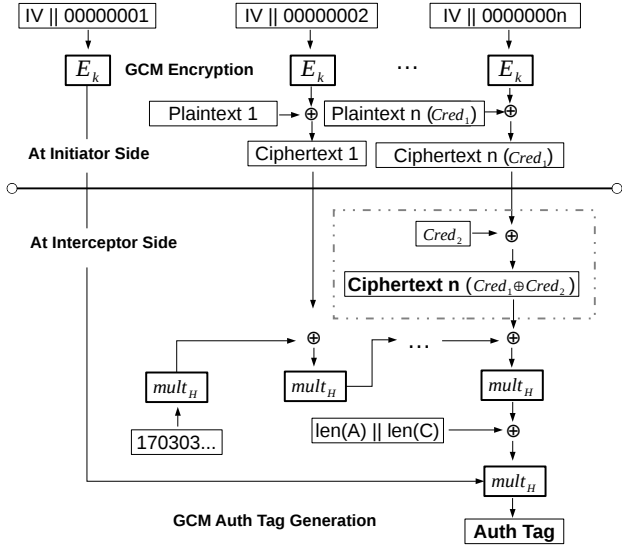 IV || 00000001 IV || 00000002 IV || 0000000n
E_k GCM Encryption E_k ... E_k
Plaintext 1 ⊕ Plaintext n (Cred_1) ⊕
At Initiator Side Ciphertext 1 Ciphertext n (Cred_1)
At Interceptor Side Cred_2 ⊕
Ciphertext n (Cred_1⊕Cred_2)
⊕ ... ⊕
mult_H mult_H mult_H
170303... len(A) || len(C) ⊕
mult_H
GCM Auth Tag Generation
Auth Tag